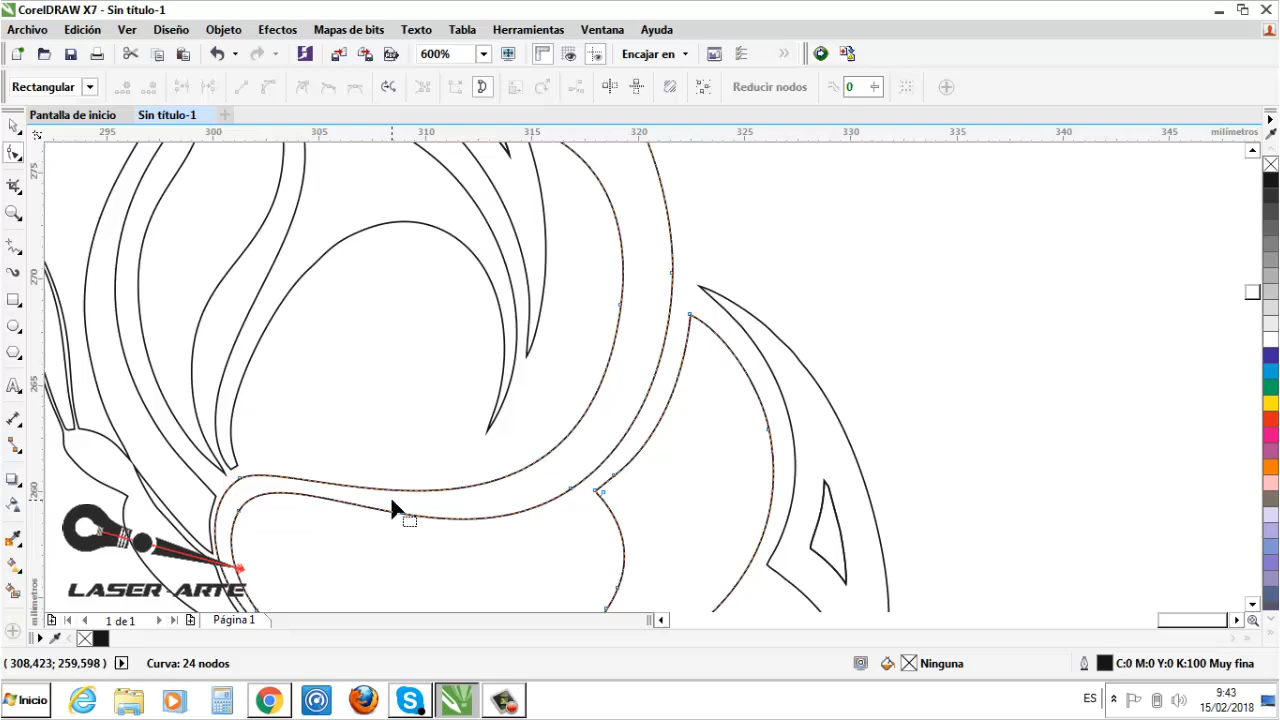 CorelDRAW X7 - Sin título-1
Archivo Edición Ver Diseño Objeto Efectos Mapas de bits Texto Tabla Herramientas Ventana Ayuda
600% Encajar en
Rectangular Reducir nodos 0
Pantalla de inicio Sin título-1
295 300 305 310 315 320 325 330 335 340 345 milímetros
275
270
265
260
milímetros
LASER-ARTE
1 de 1 Página 1
( 308,423; 259,598 ) Curva: 24 nodos Ninguna C:0 M:0 Y:0 K:100 Muy fina
Inicio ES 9:43
15/02/2018